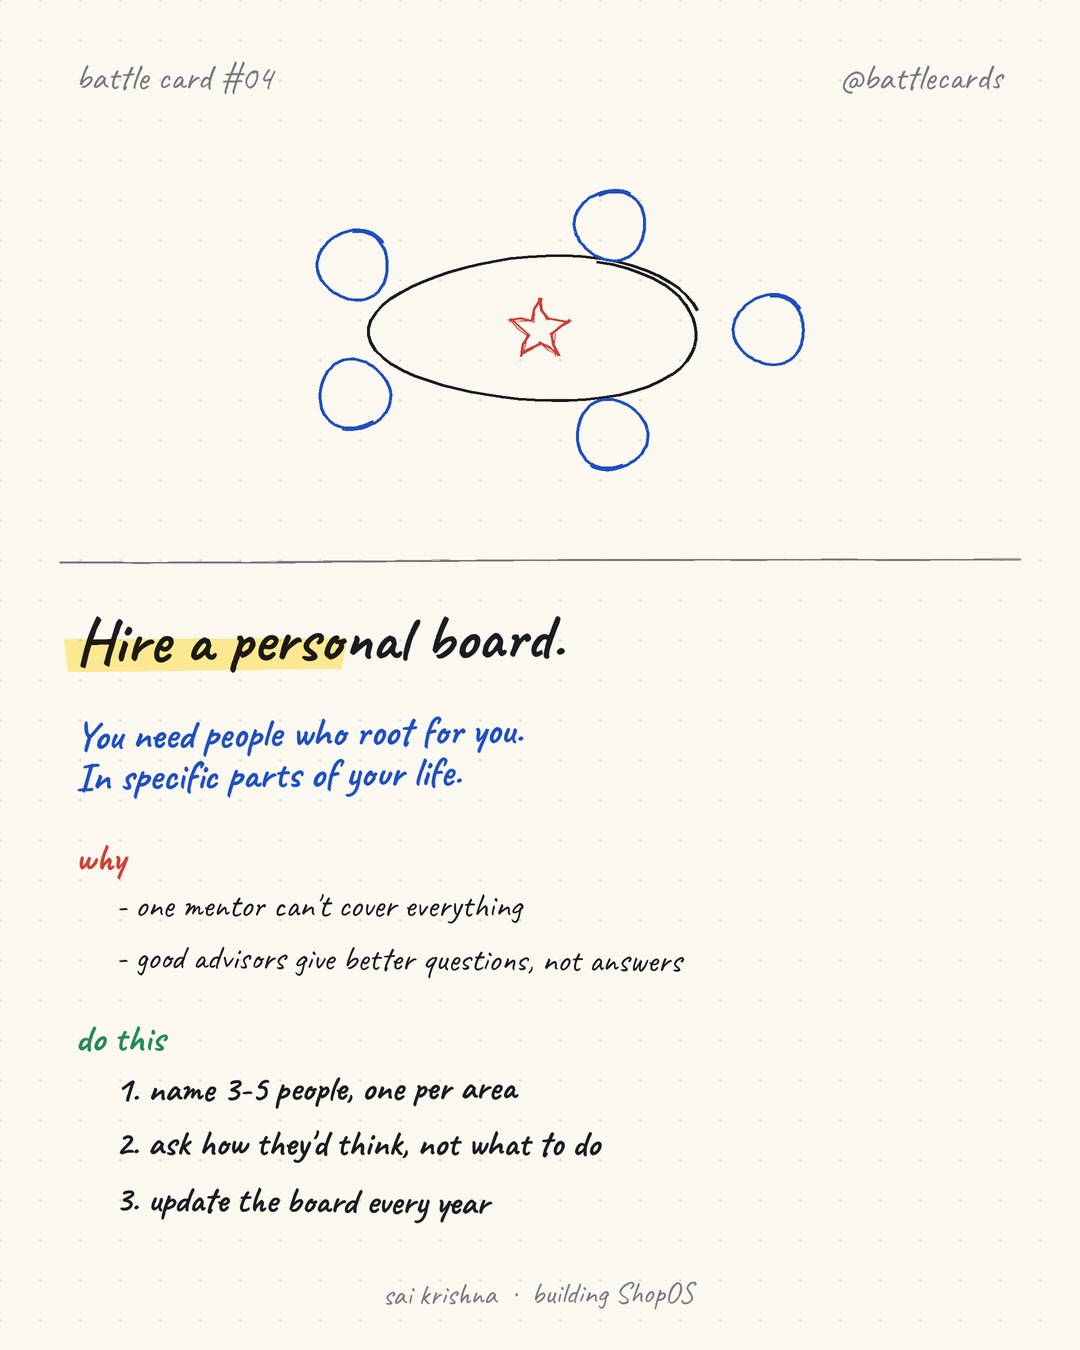 battle card #04
@battlecards
Hire a personal board.
You need people who root for you.
In specific parts of your life.
why
- one mentor can't cover everything
- good advisors give better questions, not answers
do this
1. name 3-5 people, one per area
2. ask how they'd think, not what to do
3. update the board every year
sai krishna · building ShopOS